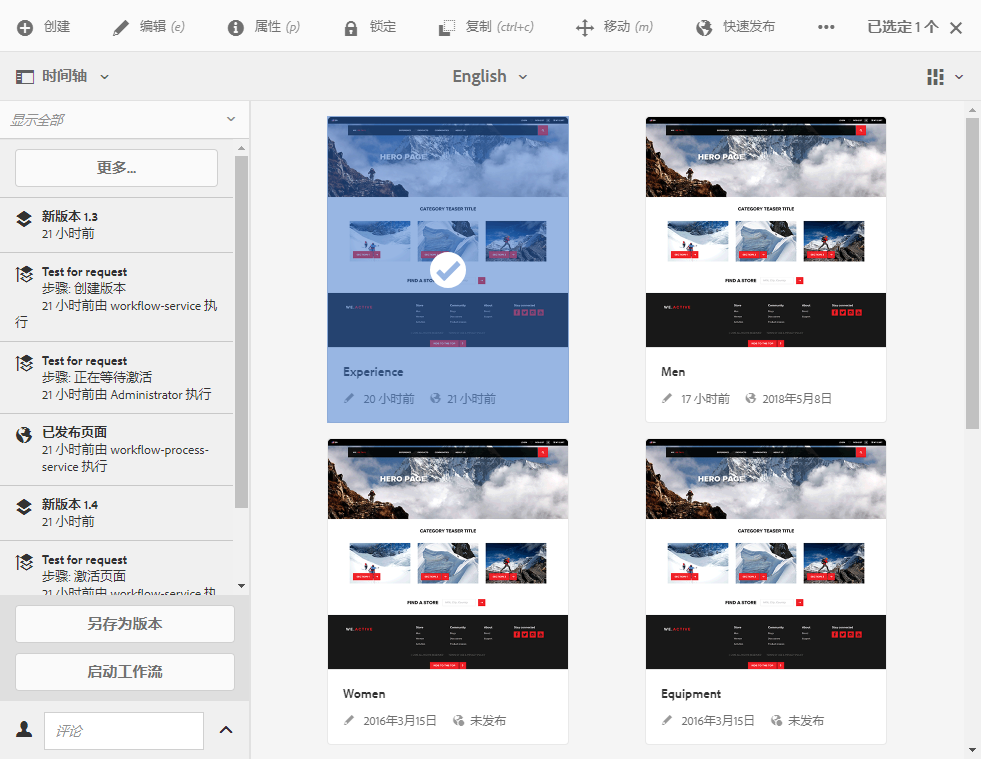 创建
编辑 (e)
属性 (p)
锁定
复制 (ctrl+c)
移动 (m)
快速发布
已选定 1 个
时间轴
English
显示全部
更多...
新版本 1.3
21 小时前
Test for request
步骤: 创建版本
21 小时前由 workflow-service 执
行
Test for request
步骤: 正在等待激活
21 小时前由 Administrator 执行
已发布页面
21 小时前由 workflow-process-
service 执行
新版本 1.4
21 小时前
Test for request
步骤: 激活页面
21 小时前由 workflow-service 执
另存为版本
启动工作流
评论
HERO PAGE
CATEGORY TEASER TITLE
FIND A STORE
Experience
20 小时前
21 小时前
HERO PAGE
CATEGORY TEASER TITLE
FIND A STORE
Men
17 小时前
2018年5月8日
HERO PAGE
CATEGORY TEASER TITLE
FIND A STORE
Women
2016年3月15日
未发布
HERO PAGE
CATEGORY TEASER TITLE
FIND A STORE
Equipment
2016年3月15日
未发布